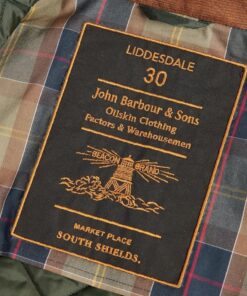 LIDDESDALE
30
John Barbour & Sons
Oilskin Clothing
Factors & Warehousemen
BEACON BRAND
MARKET PLACE
SOUTH SHIELDS.